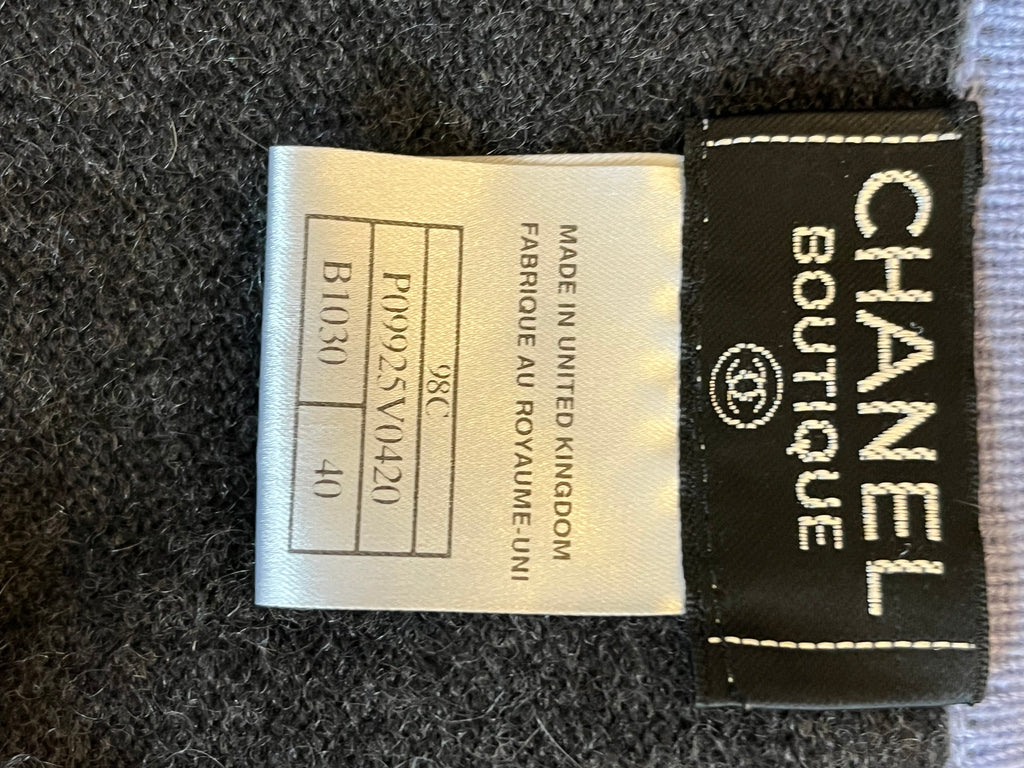 CHANEL
BOUTIQUE
MADE IN UNITED KINGDOM
FABRIQUE AU ROYAUME-UNI
98C
P09925V0420
B1030 40